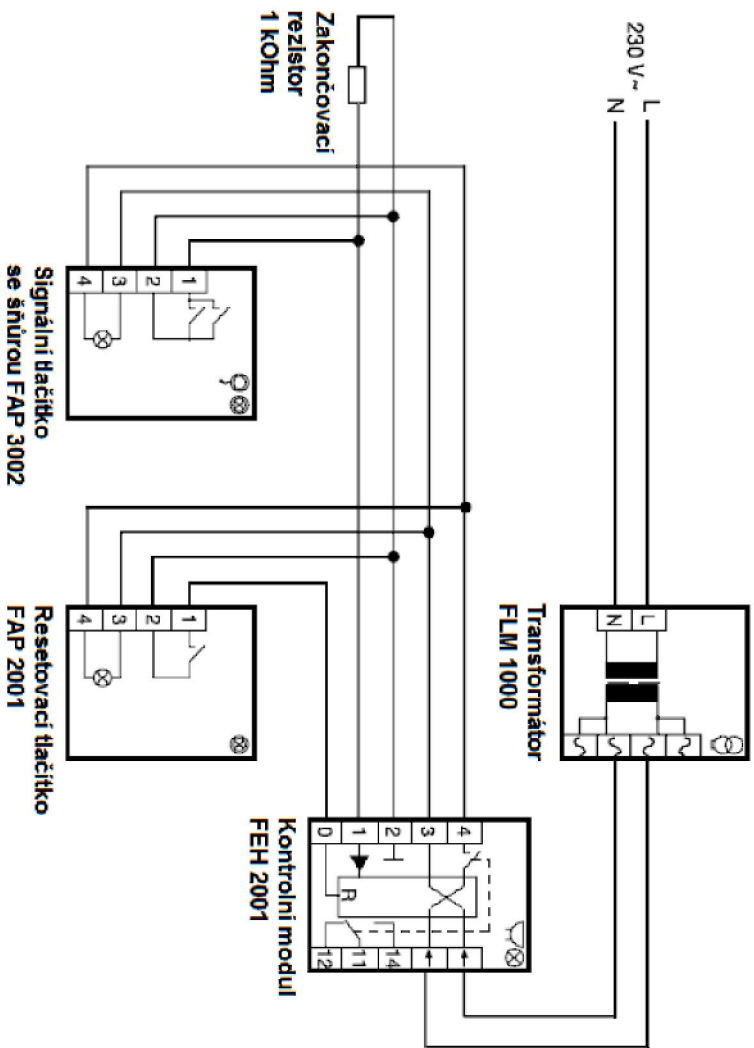 L
230 V~
N
L
N
Transformátor
FLM 1000
4
3
2
1
0
R
14
11
12
Kontrolní modul
FEH 2001
Zakončovací
rezistor
1 kOhm
1
2
3
4
Signální tlačítko
se šňůrou FAP 3002
1
2
3
4
Resetovací tlačítko
FAP 2001